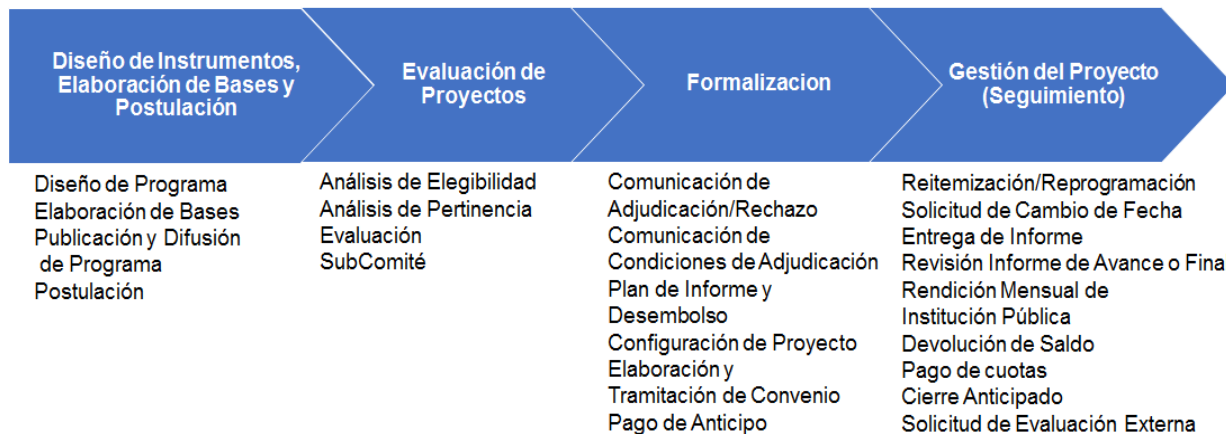 Diseño de Instrumentos,
Elaboración de Bases y
Postulación
Evaluación de
Proyectos
Formalizacion
Gestión del Proyecto
(Seguimiento)
Diseño de Programa
Elaboración de Bases
Publicación y Difusión
de Programa
Postulación
Análisis de Elegibilidad
Análisis de Pertinencia
Evaluación
SubComité
Comunicación de
Adjudicación/Rechazo
Comunicación de
Condiciones de Adjudicación
Plan de Informe y
Desembolso
Configuración de Proyecto
Elaboración y
Tramitación de Convenio
Pago de Anticipo
Reitemización/Reprogramación
Solicitud de Cambio de Fecha
Entrega de Informe
Revisión Informe de Avance o Fina
Rendición Mensual de
Institución Pública
Devolución de Saldo
Pago de cuotas
Cierre Anticipado
Solicitud de Evaluación Externa